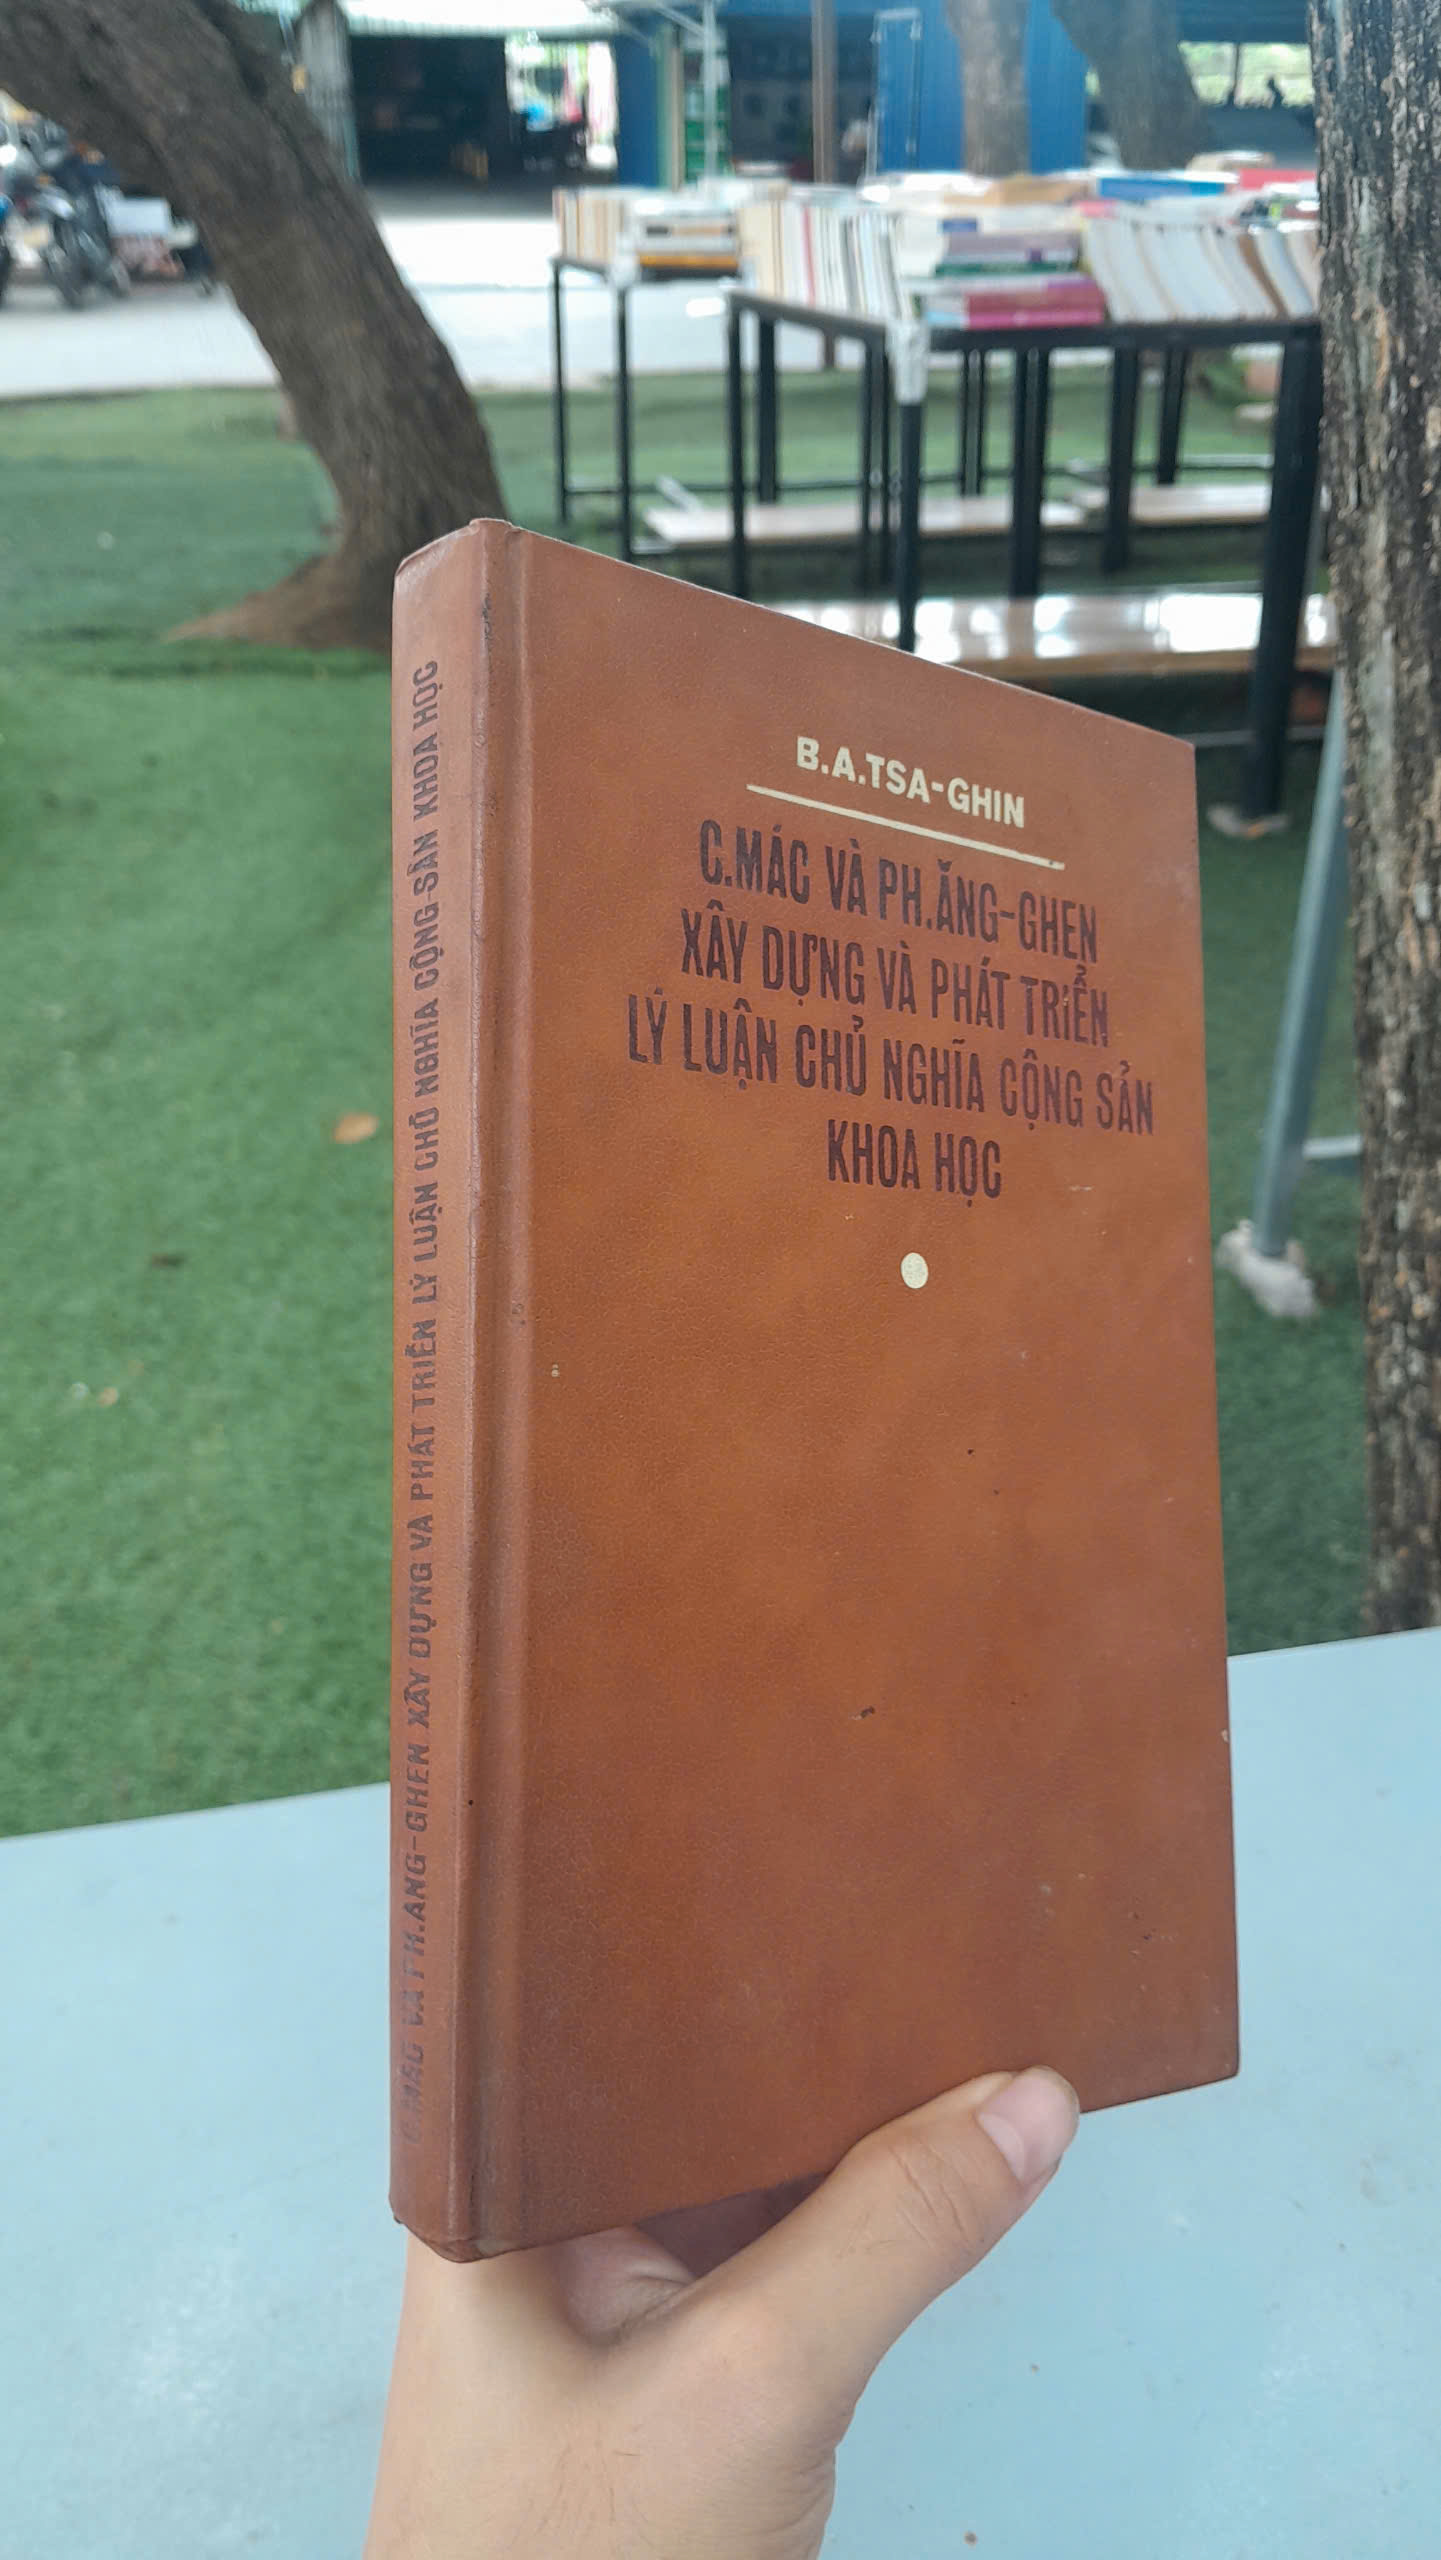 B.A.TSA-GHIN
C.MÁC VÀ PH.ĂNG-GHEN
XÂY DỰNG VÀ PHÁT TRIỂN
LÝ LUẬN CHỦ NGHĨA CỘNG SẢN
KHOA HỌC
C.MÁC VÀ PH.ĂNG-GHEN XÂY DỰNG VÀ PHÁT TRIỂN LÝ LUẬN CHỦ NGHĨA CỘNG SẢN KHOA HỌC